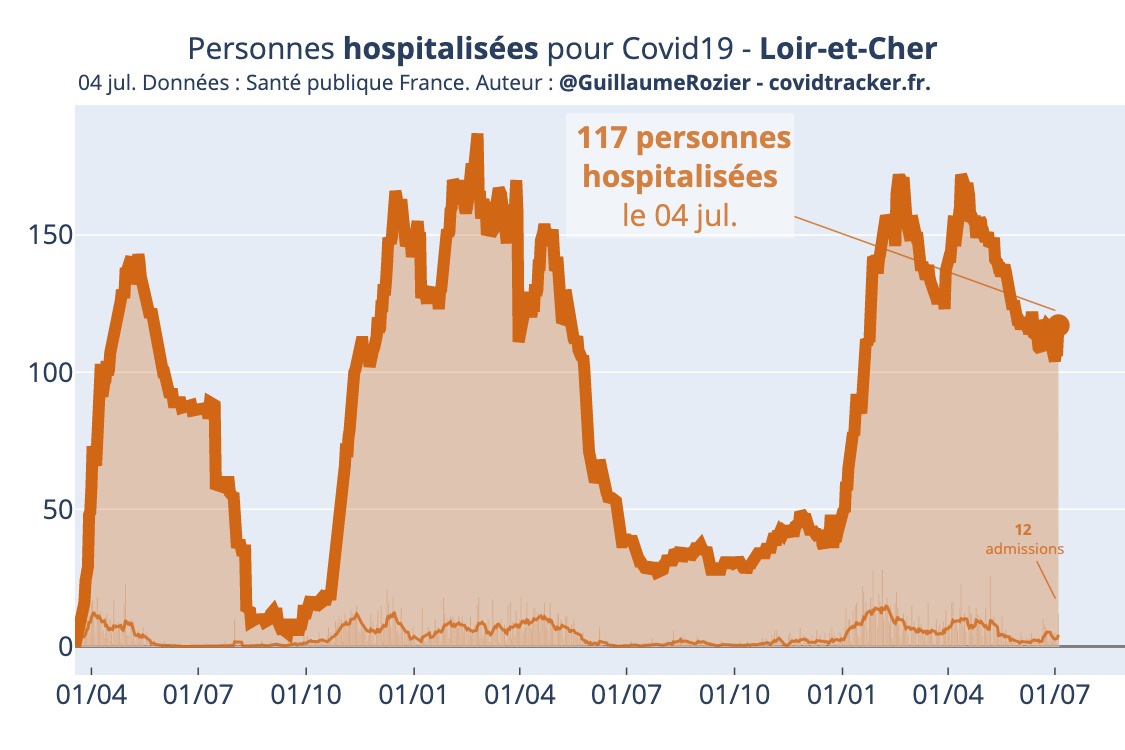 Personnes hospitalisées pour Covid19 - Loir-et-Cher
04 jul. Données : Santé publique France. Auteur : @GuillaumeRozier - covidtracker.fr.
117 personnes
hospitalisées
le 04 jul.
150
100
50
0
12
admissions
01/04 01/07 01/10 01/01 01/04 01/07 01/10 01/01 01/04 01/07